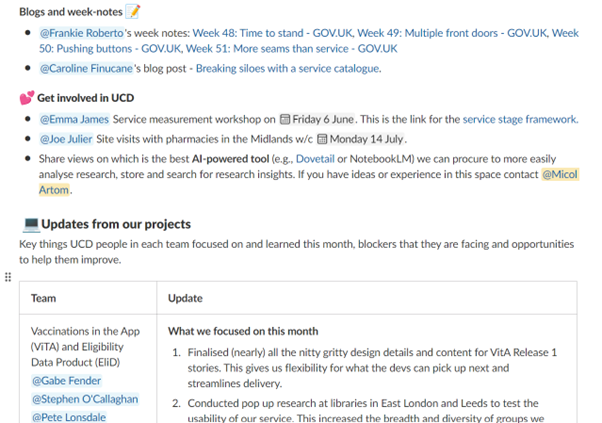 Blogs and week-notes
@Frankie Roberto's week notes: Week 48: Time to stand - GOV.UK, Week 49: Multiple front doors - GOV.UK, Week
50: Pushing buttons - GOV.UK, Week 51: More seams than service - GOV.UK
@Caroline Finucane's blog post - Breaking siloes with a service catalogue.
Get involved in UCD
@Emma James Service measurement workshop on Friday 6 June. This is the link for the service stage framework.
@Joe Julier Site visits with pharmacies in the Midlands w/c Monday 14 July.
Share views on which is the best AI-powered tool (e.g., Dovetail or NotebookLM) we can procure to more easily
analyse research, store and search for research insights. If you have ideas or experience in this space contact @Micol
Artom.
Updates from our projects
Key things UCD people in each team focused on and learned this month, blockers that they are facing and opportunities
to help them improve.
Team
Update
Vaccinations in the App
(ViTA) and Eligibility
Data Product (EliD)
@Gabe Fender
@Stephen O'Callaghan
@Pete Lonsdale
What we focused on this month
1. Finalised (nearly) all the nitty gritty design details and content for VitA Release 1
stories. This gives us flexibility for what the devs can pick up next and
streamlines delivery.
2. Conducted pop up research at libraries in East London and Leeds to test the
usability of our service. This increased the breadth and diversity of groups we